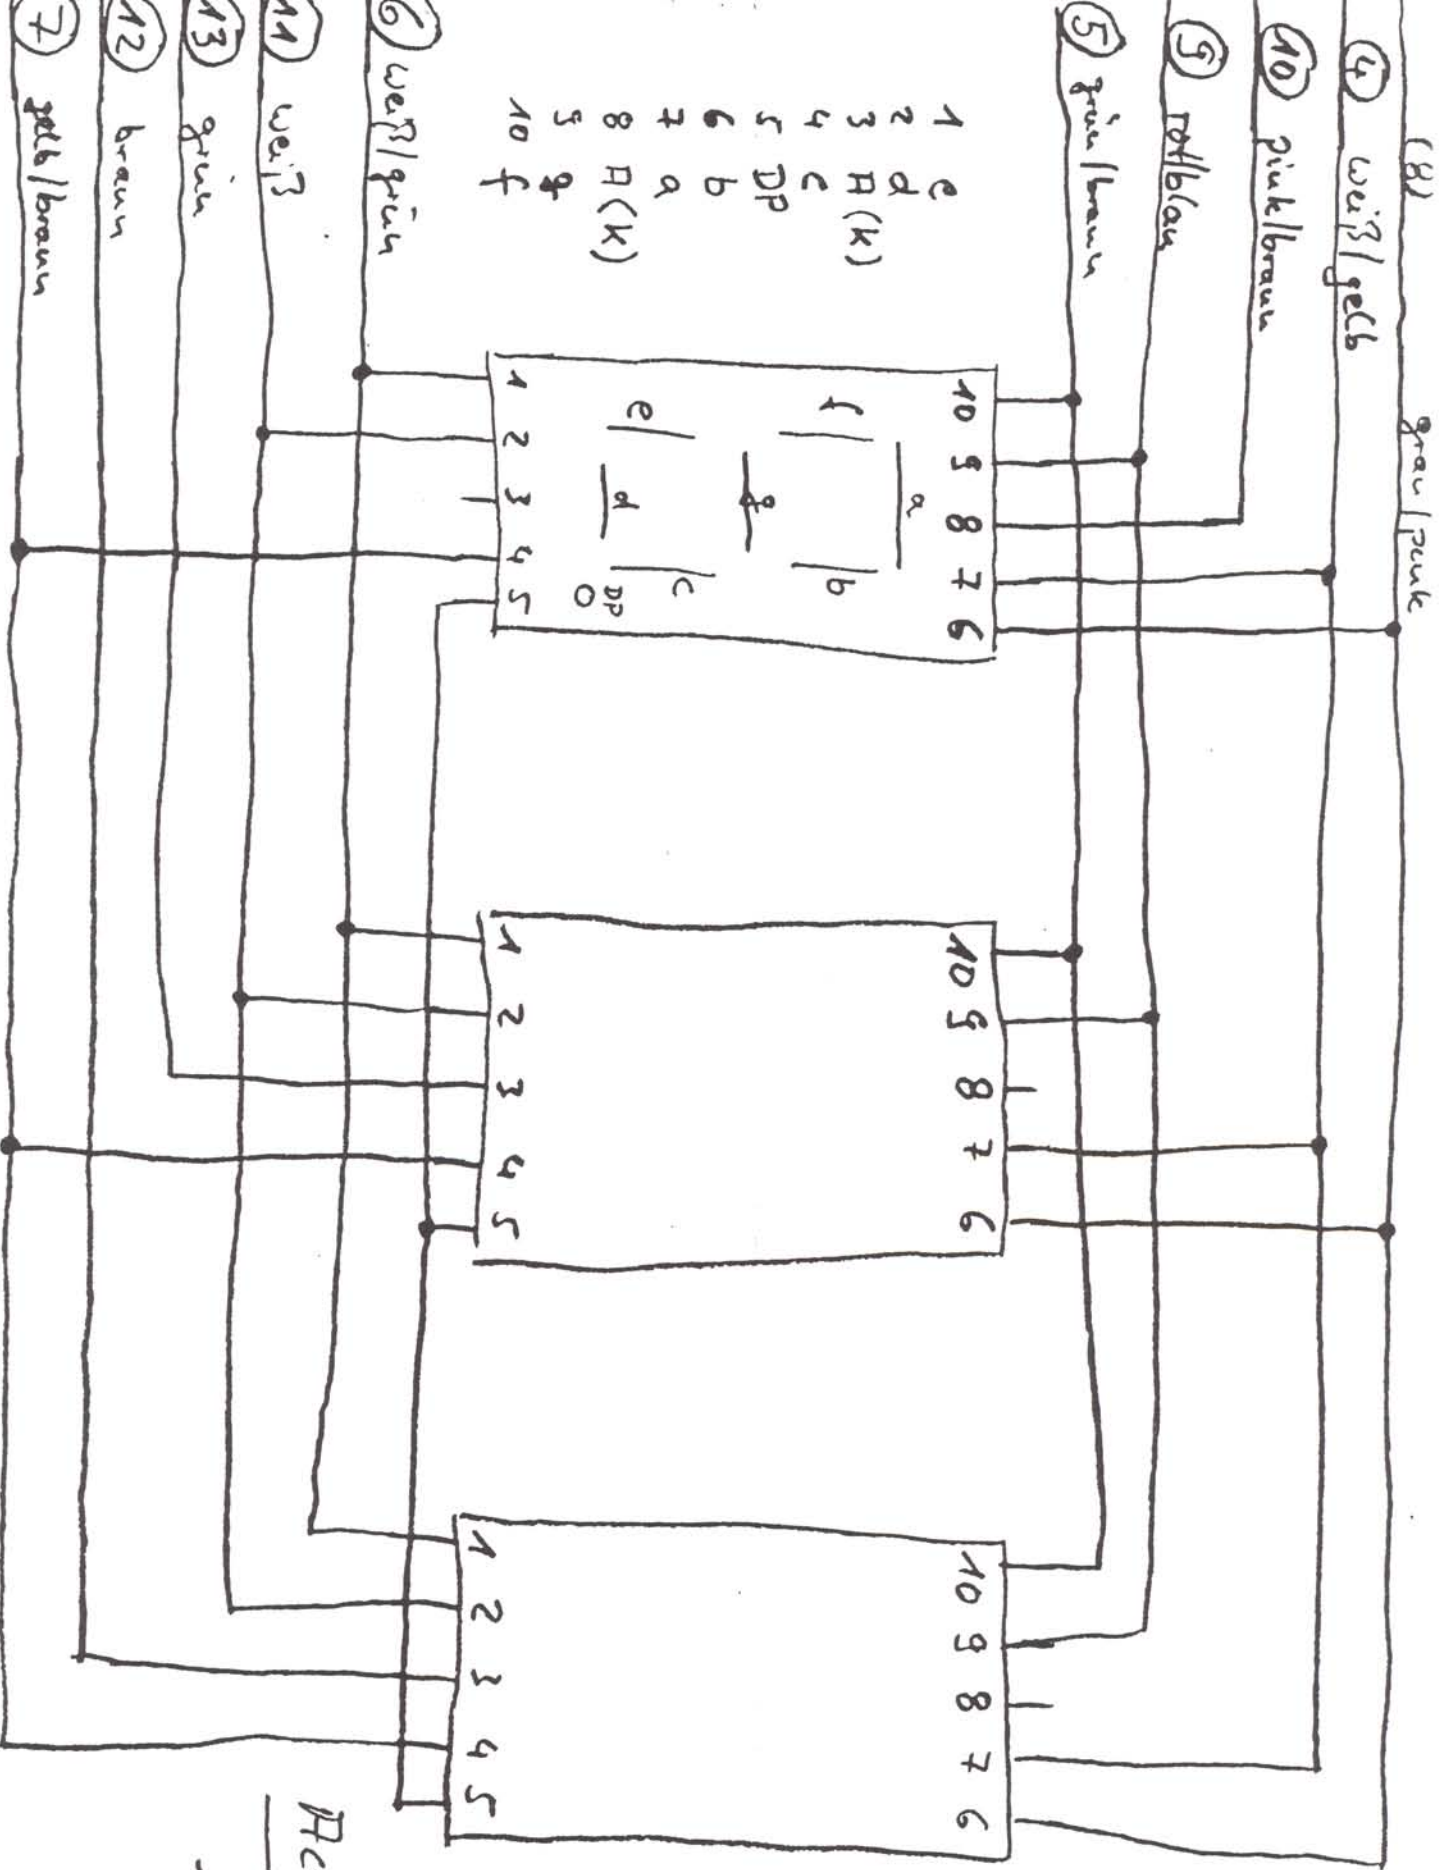 (8) grau/pink
4 weiß/gelb
10 pink/braun
9 rot/blau
5 grün/braun
1 e
2 d
3 A(K)
4 c
5 DP
6 b
7 a
8 A(K)
9 g
10 f
6 weiß/grün
11 weiß
13 grün
12 braun
7 gelb/braun
10 9 8 7 6
a
f b
g
e c
d DP
1 2 3 4 5
10 9 8 7 6
1 2 3 4 5
10 9 8 7 6
1 2 3 4 5